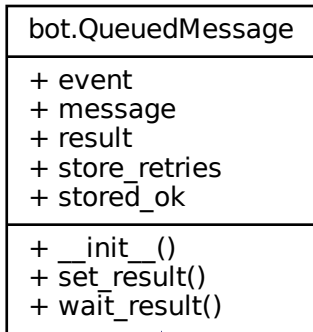 bot.QueuedMessage
+ event
+ message
+ result
+ store_retries
+ stored_ok
+ __init__()
+ set_result()
+ wait_result()